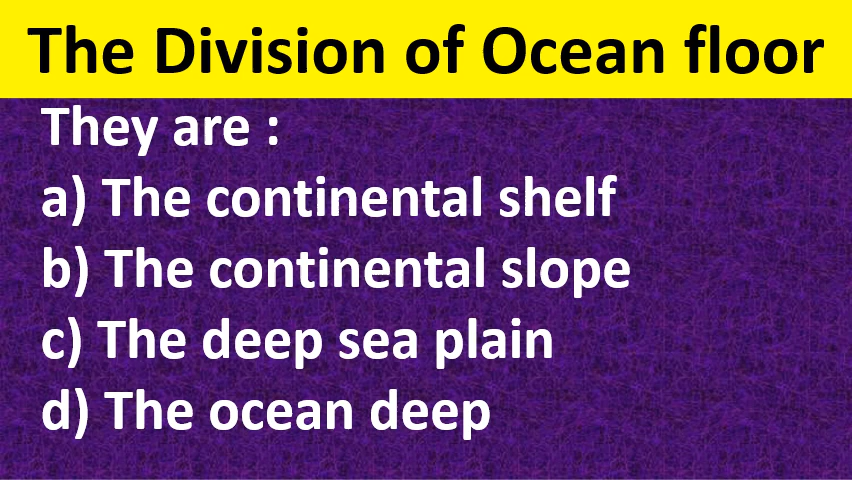 The Division of Ocean floor
They are :
a) The continental shelf
b) The continental slope
c) The deep sea plain
d) The ocean deep